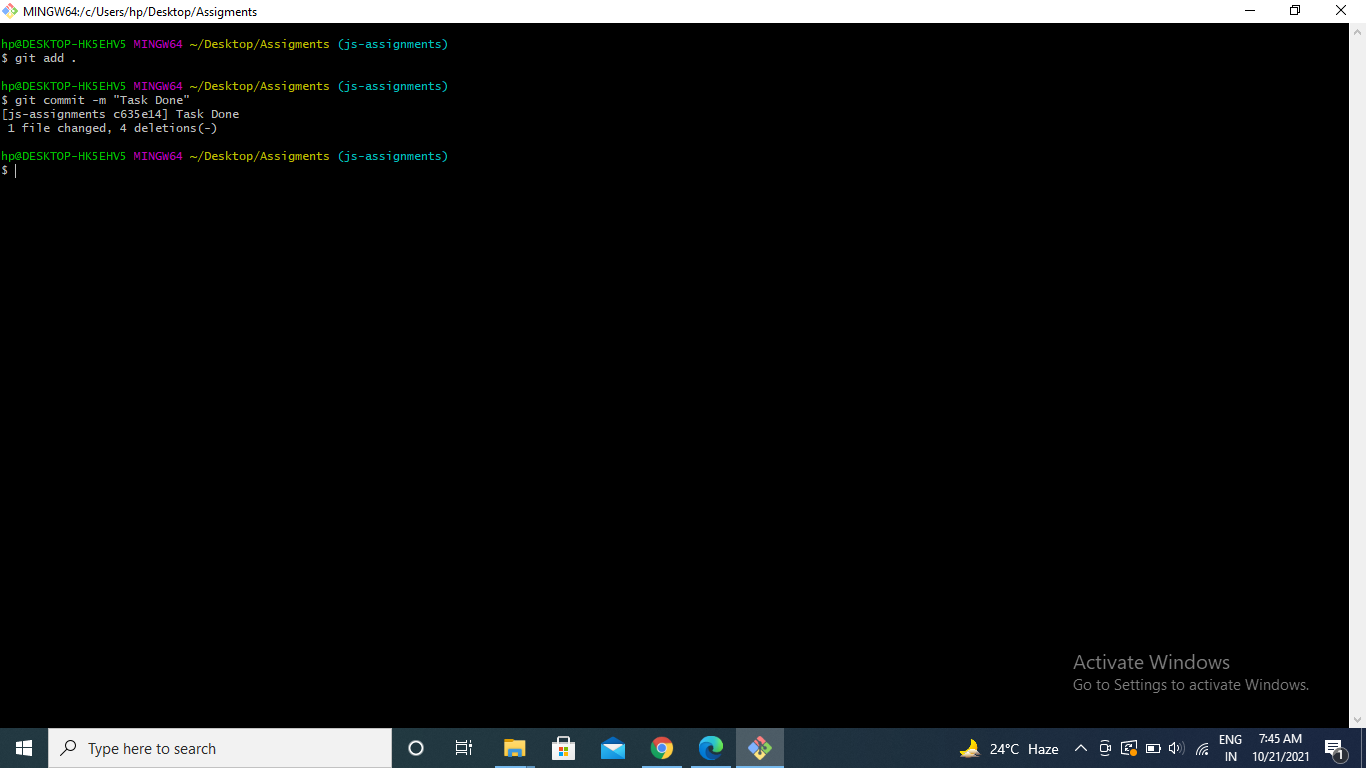 MINGW64:/c/Users/hp/Desktop/Assigments
hp@DESKTOP-HK5EHV5 MINGW64 ~/Desktop/Assigments (js-assignments)
$ git add .
hp@DESKTOP-HK5EHV5 MINGW64 ~/Desktop/Assigments (js-assignments)
$ git commit -m "Task Done"
[js-assignments c635e14] Task Done
1 file changed, 4 deletions(-)
hp@DESKTOP-HK5EHV5 MINGW64 ~/Desktop/Assigments (js-assignments)
$
Activate Windows
Go to Settings to activate Windows.
Type here to search
24°C Haze
ENG
IN
7:45 AM
10/21/2021
1